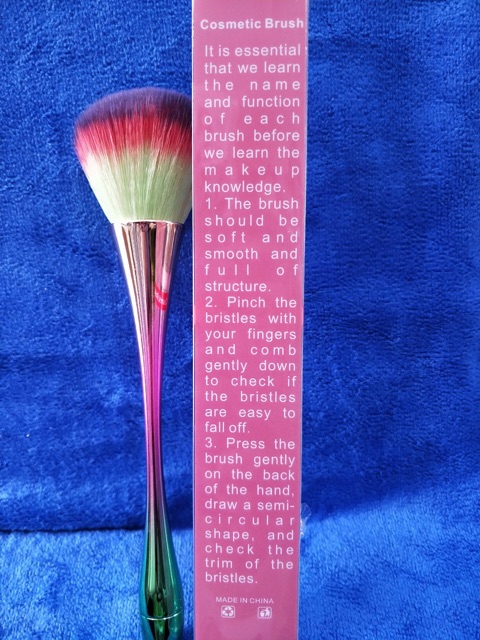 Cosmetic Brush
It is essential
that we learn
the name
and function
of each
brush before
we learn the
makeup
knowledge.
1. The brush
should be
soft and
smooth and
full of
structure.
2. Pinch the
bristles with
your fingers
and comb
gently down
to check if
the bristles
are easy to
fall off.
3. Press the
brush gently
on the back
of the hand,
draw a semi-
circular
shape, and
check the
trim of the
bristles.
MADE IN CHINA